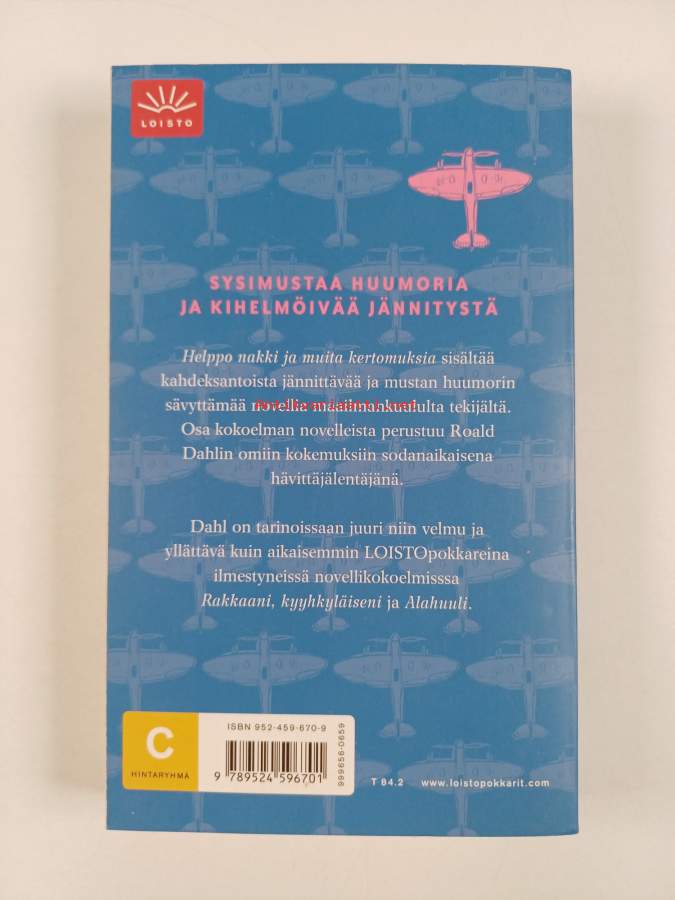 LOISTO
SYSIMUSTAA HUUMORIA
JA KIHELMÖIVÄÄ JÄNNITYSTÄ
Helppo nakki ja muita kertomuksia sisältää
kahdeksantoista jännittävää ja mustan huumorin
sävyttämää novellia maailmankuululta tekijältä.
Osa kokoelman novelleista perustuu Roald
Dahlin omiin kokemuksiin sodanaikaisena
hävittäjälentäjänä.
Dahl on tarinoissaan juuri niin velmu ja
yllättävä kuin aikaisemmin LOISTOpokkareina
ilmestyneissä novellikokoelmisssa
Rakkaani, kyyhkyläiseni ja Alahuuli.
C
HINTARYHMÄ
ISBN 952-459-670-9
9 789524 596701
999656-0659
T 84.2 www.loistopokkarit.com